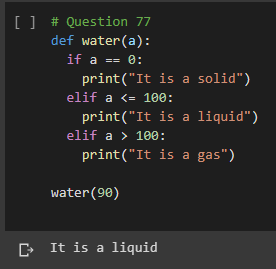 [ ] # Question 77
def water(a):
  if a == 0:
    print("It is a solid")
  elif a <= 100:
    print("It is a liquid")
  elif a > 100:
    print("It is a gas")

water(90)

It is a liquid